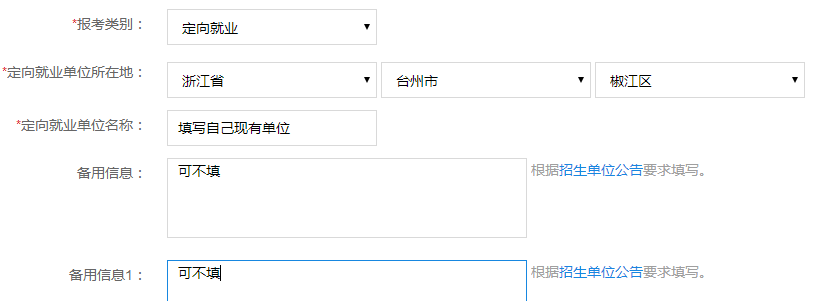 *报考类别： 定向就业
*定向就业单位所在地： 浙江省 台州市 椒江区
*定向就业单位名称： 填写自己现有单位
备用信息： 可不填 根据招生单位公告要求填写。
备用信息1： 可不填 根据招生单位公告要求填写。